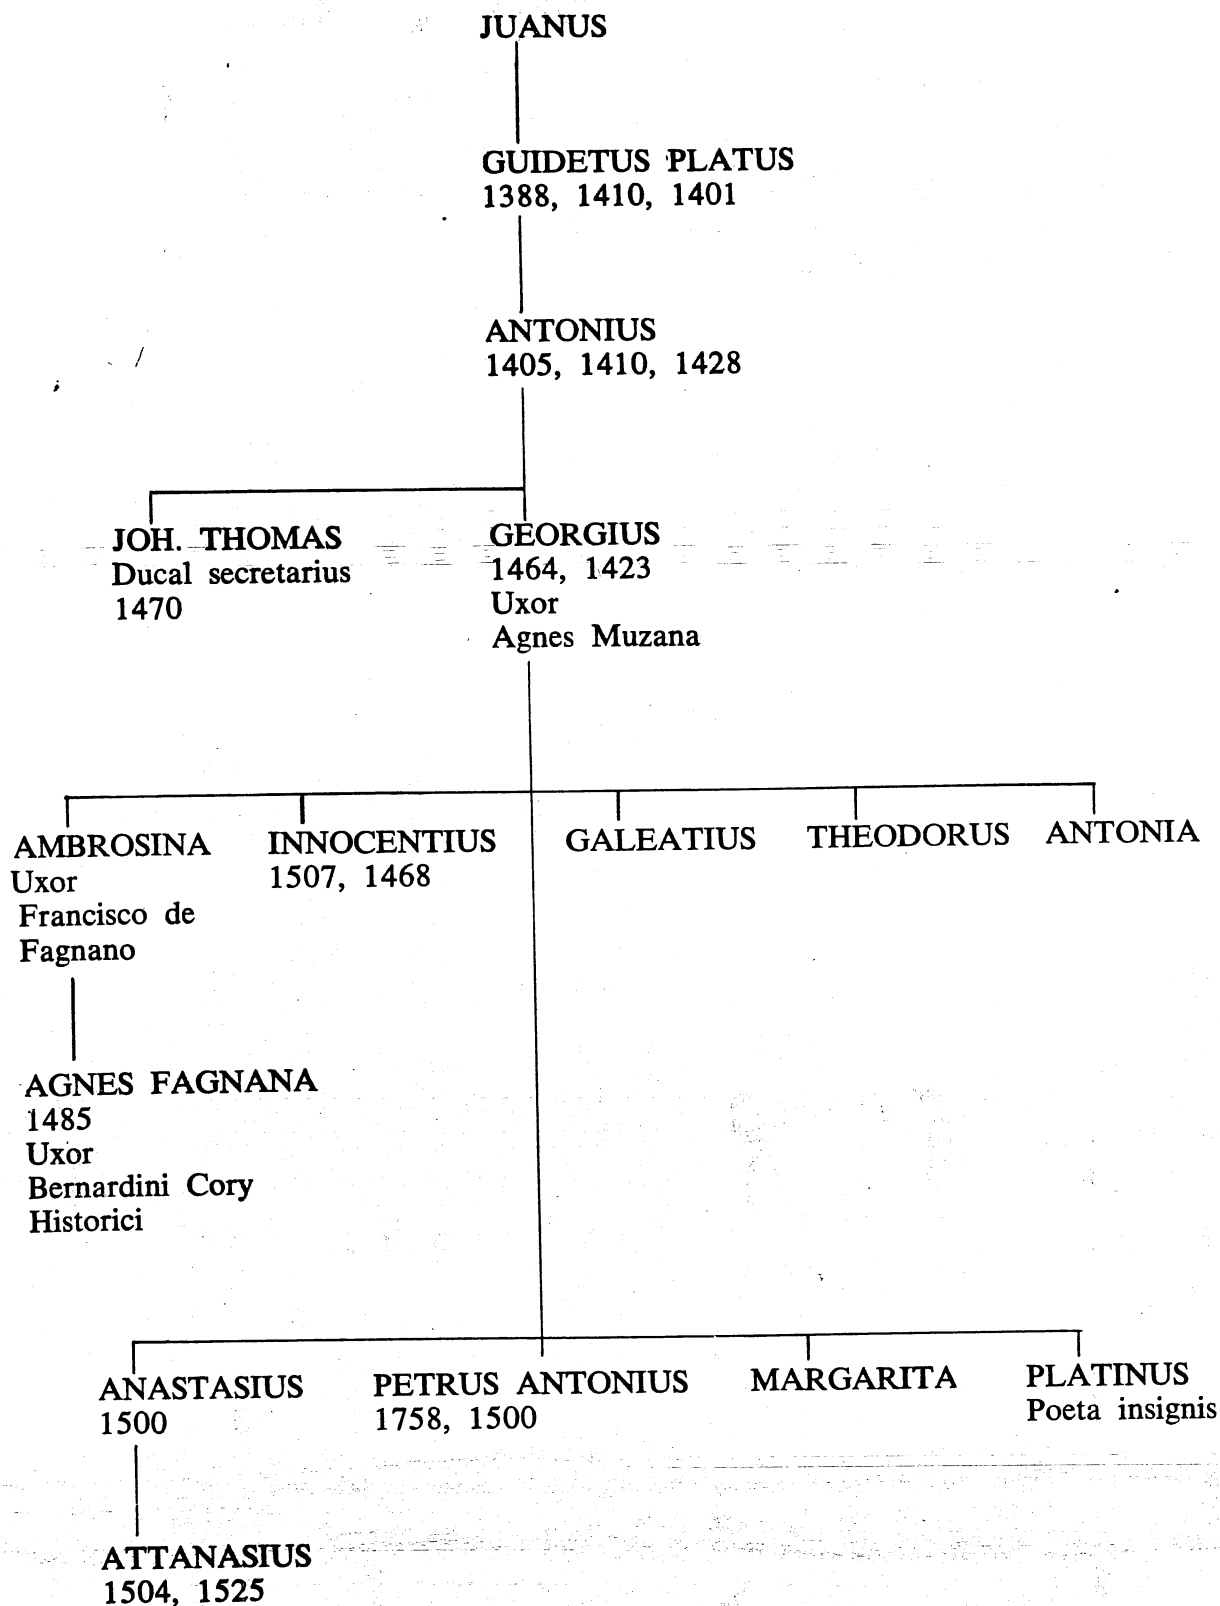 JUANUS
GUIDETUS PLATUS
1388, 1410, 1401
ANTONIUS
1405, 1410, 1428
JOH. THOMAS
Ducal secretarius
1470
GEORGIUS
1464, 1423
Uxor
Agnes Muzana
AMBROSINA
Uxor
Francisco de
Fagnano
INNOCENTIUS
1507, 1468
GALEATIUS
THEODORUS
ANTONIA
AGNES FAGNANA
1485
Uxor
Bernardini Cory
Historici
ANASTASIUS
1500
PETRUS ANTONIUS
1758, 1500
MARGARITA
PLATINUS
Poeta insignis
ATTANASIUS
1504, 1525